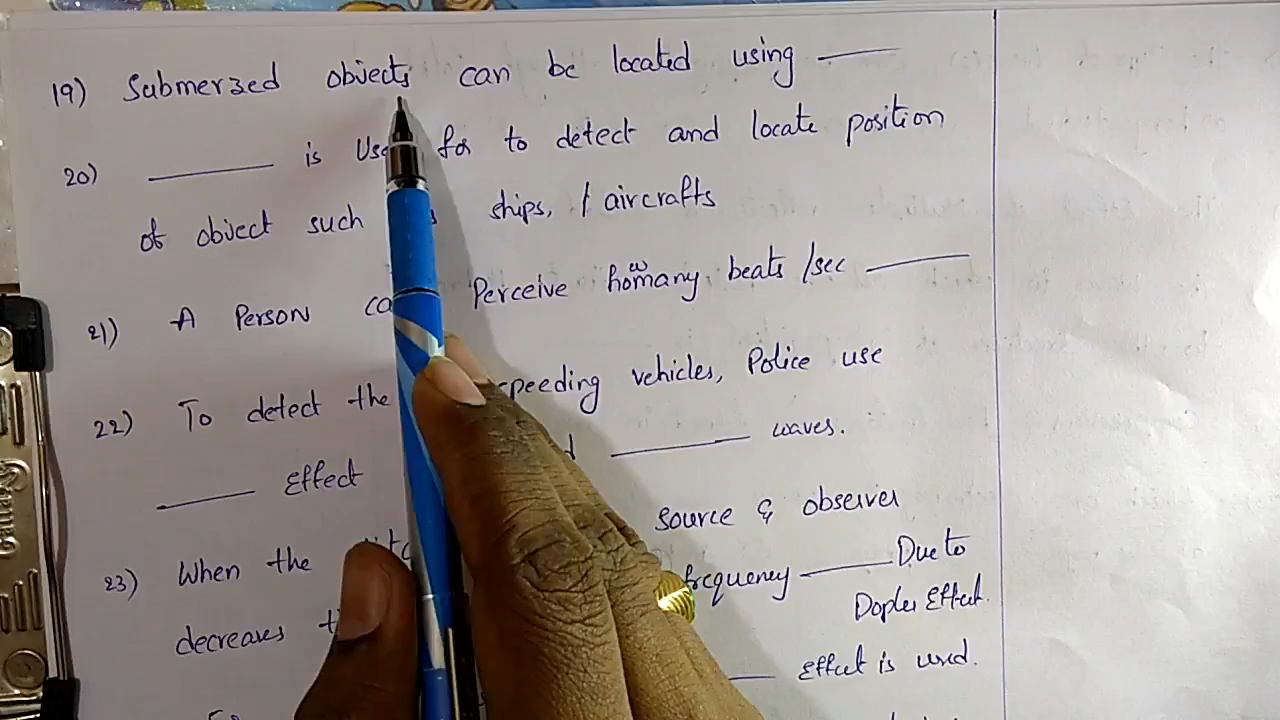 19) Submerzed objects can be located using
20) ______ is Use for to detect and locate position
of object such ships, / aircrafts
21) A Person ca Perceive howmany beats /sec ______
22) To detect the speeding vehicles, Police use
______ Effect ______ waves.
23) When the source & observer
decreases frequency ______ Due to
Dopler Effect.
______ Effect is used.